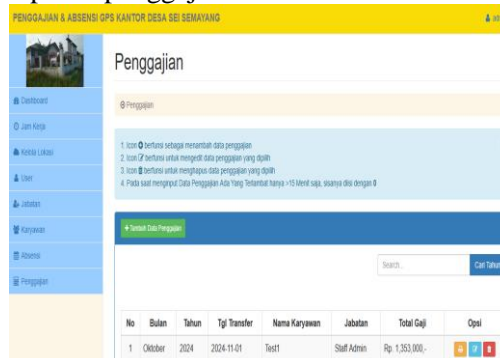 PENGGAJIAN & ABSENSI GPS KANTOR DESA SEI SEMAYANG
Penggajian
Dashboard
Jam Kerja
Kelola Lokasi
User
Jabatan
Karyawan
Absensi
Penggajian
Penggajian
1. Icon berfunsi sebagai menambah data penggajian
2. Icon berfunsi untuk mengedit data penggajian yang dipilih
3. Icon berfunsi untuk menghapus data penggajian yang dipilih
4. Pada saat menginput Data Penggajian Ada Yang Terlambat hanya >15 Menit saja, sisanya diisi dengan 0
+ Tambah Data Penggajian
Search...
Cari Tahun
No Bulan Tahun Tgl Transfer Nama Karyawan Jabatan Total Gaji Opsi
1 Oktober 2024 2024-11-01 Test1 Staff Admin Rp. 1,353,000,-